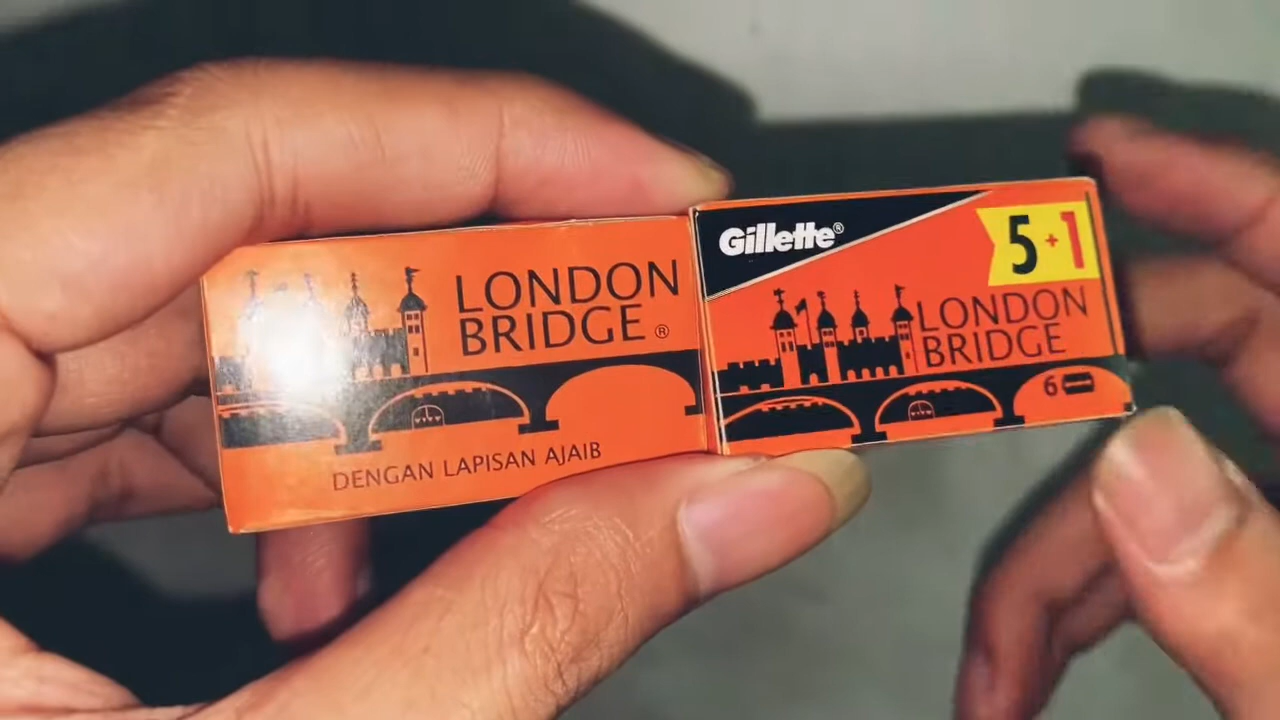 LONDON
BRIDGE ®
DENGAN LAPISAN AJAIB
Gillette®
5+1
LONDON
BRIDGE
6